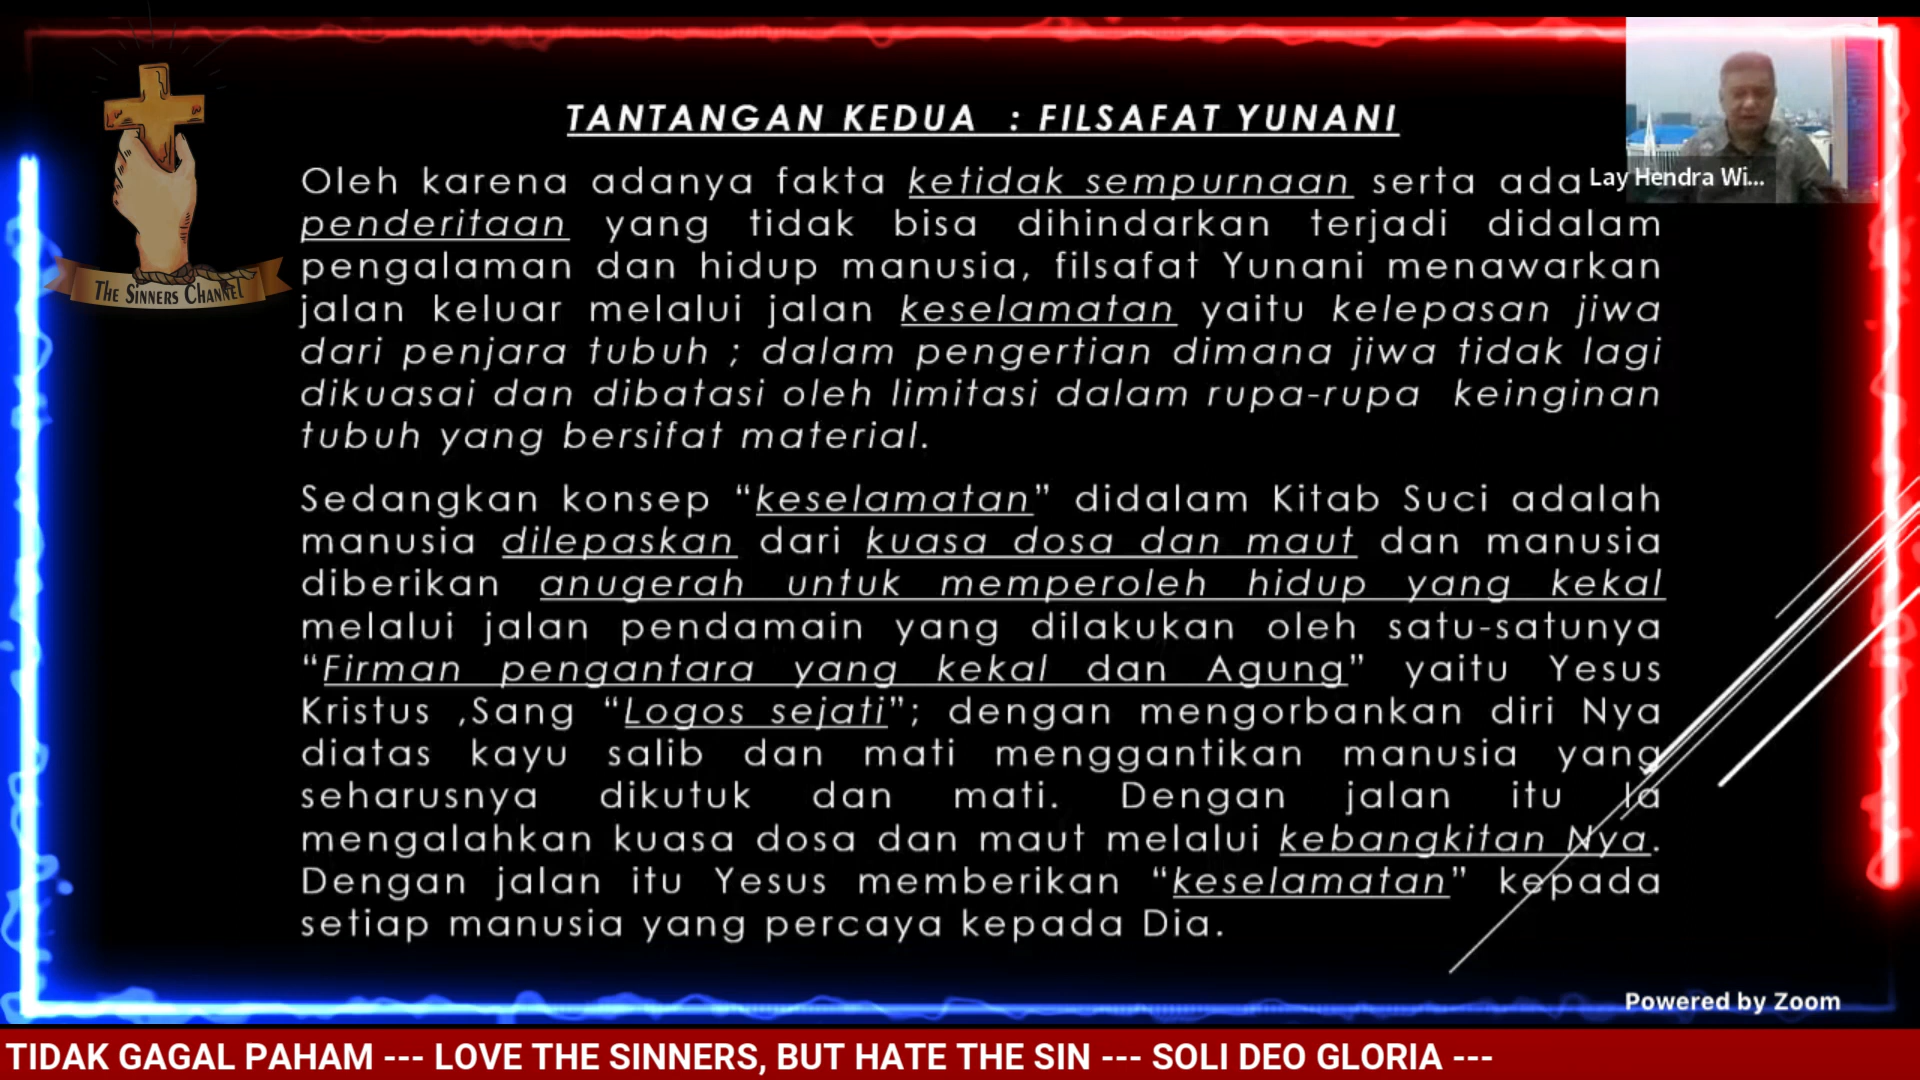 TANTANGAN KEDUA : FILSAFAT YUNANI
Oleh karena adanya fakta ketidak sempurnaan serta ada
penderitaan yang tidak bisa dihindarkan terjadi didalam
pengalaman dan hidup manusia, filsafat Yunani menawarkan
jalan keluar melalui jalan keselamatan yaitu kelepasan jiwa
dari penjara tubuh ; dalam pengertian dimana jiwa tidak lagi
dikuasai dan dibatasi oleh limitasi dalam rupa-rupa keinginan
tubuh yang bersifat material.
Sedangkan konsep “keselamatan” didalam Kitab Suci adalah
manusia dilepaskan dari kuasa dosa dan maut dan manusia
diberikan anugerah untuk memperoleh hidup yang kekal
melalui jalan pendamain yang dilakukan oleh satu-satunya
“Firman pengantara yang kekal dan Agung” yaitu Yesus
Kristus ,Sang “Logos sejati”; dengan mengorbankan diri Nya
diatas kayu salib dan mati menggantikan manusia yang
seharusnya dikutuk dan mati. Dengan jalan itu Ia
mengalahkan kuasa dosa dan maut melalui kebangkitan Nya.
Dengan jalan itu Yesus memberikan “keselamatan” kepada
setiap manusia yang percaya kepada Dia.
Lay Hendra Wi...
THE SINNERS CHANNEL
Powered by Zoom
TIDAK GAGAL PAHAM --- LOVE THE SINNERS, BUT HATE THE SIN --- SOLI DEO GLORIA ---